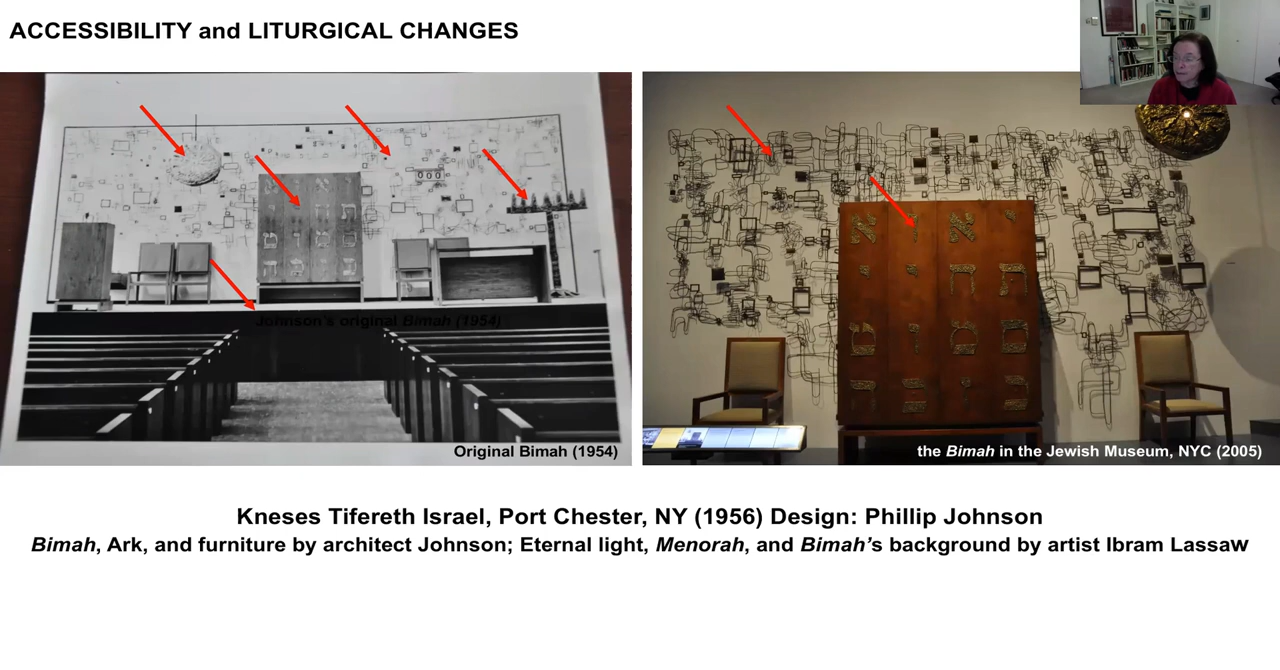 ACCESSIBILITY and LITURGICAL CHANGES
Johnson's original Bimah (1954)
Original Bimah (1954)
the Bimah in the Jewish Museum, NYC (2005)
Kneses Tifereth Israel, Port Chester, NY (1956) Design: Phillip Johnson
Bimah, Ark, and furniture by architect Johnson; Eternal light, Menorah, and Bimah’s background by artist Ibram Lassaw